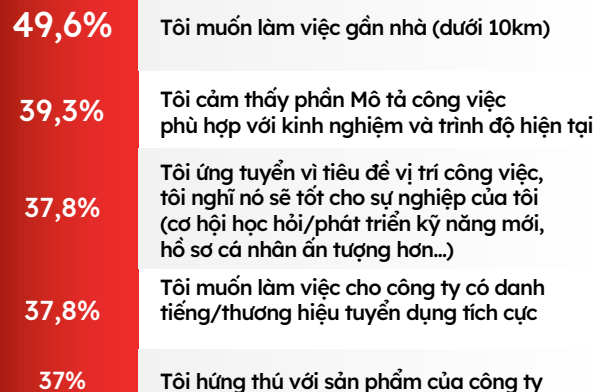 49,6%
Tôi muốn làm việc gần nhà (dưới 10km)
39,3%
Tôi cảm thấy phần Mô tả công việc
phù hợp với kinh nghiệm và trình độ hiện tại
37,8%
Tôi ứng tuyển vì tiêu đề vị trí công việc,
tôi nghĩ nó sẽ tốt cho sự nghiệp của tôi
(cơ hội học hỏi/phát triển kỹ năng mới,
hồ sơ cá nhân ấn tượng hơn...)
37,8%
Tôi muốn làm việc cho công ty có danh
tiếng/thương hiệu tuyển dụng tích cực
37%
Tôi hứng thú với sản phẩm của công ty